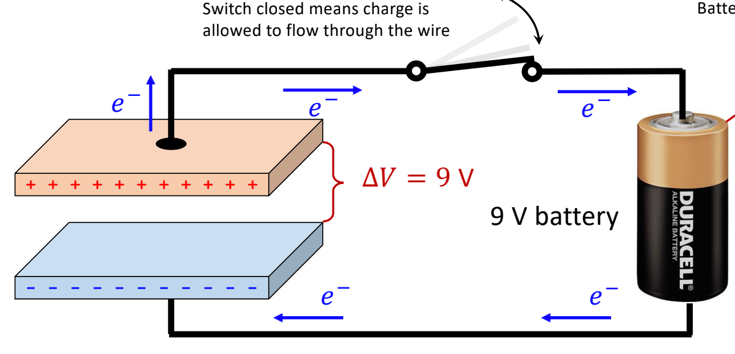 Switch closed means charge is
allowed to flow through the wire
Batte
e⁻
e⁻
e⁻
+ + + + + + + + + + + +
ΔV = 9 V
9 V battery
DURACELL®
ALKALINE BATTERY
− − − − − − − − − − − −
e⁻
e⁻